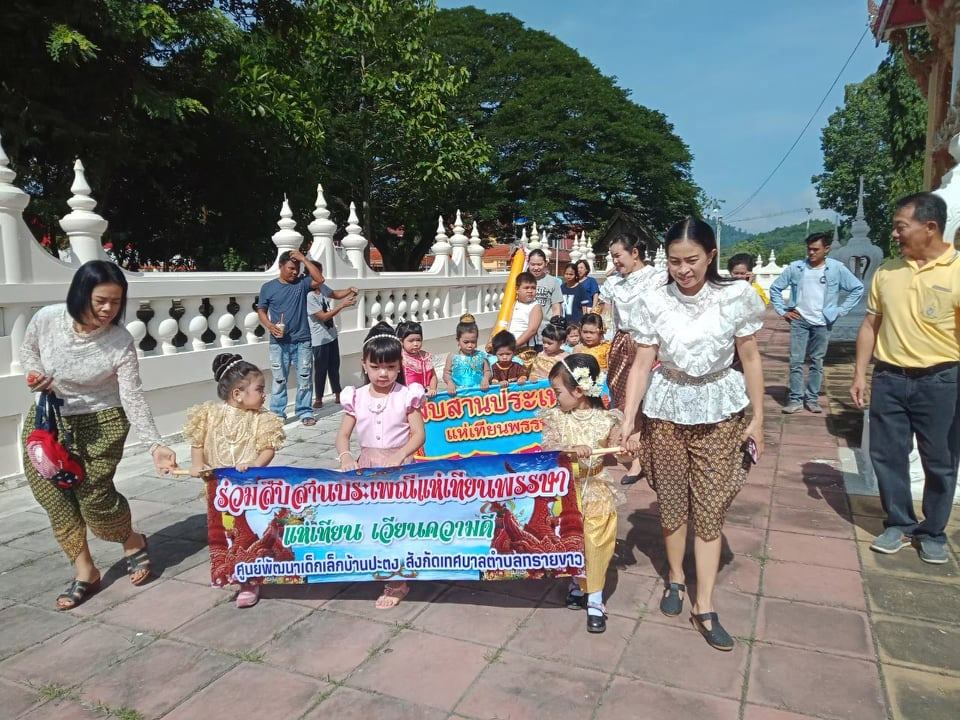 ืบสานประเพ
แห่เทียนพรรษ
ร่วมสืบสานประเพณีแห่เทียนพรรษา
แห่เทียน เวียนความดี
ศูนย์พัฒนาเด็กเล็กบ้านปะตง สังกัดเทศบาลตำบลทรายขาว